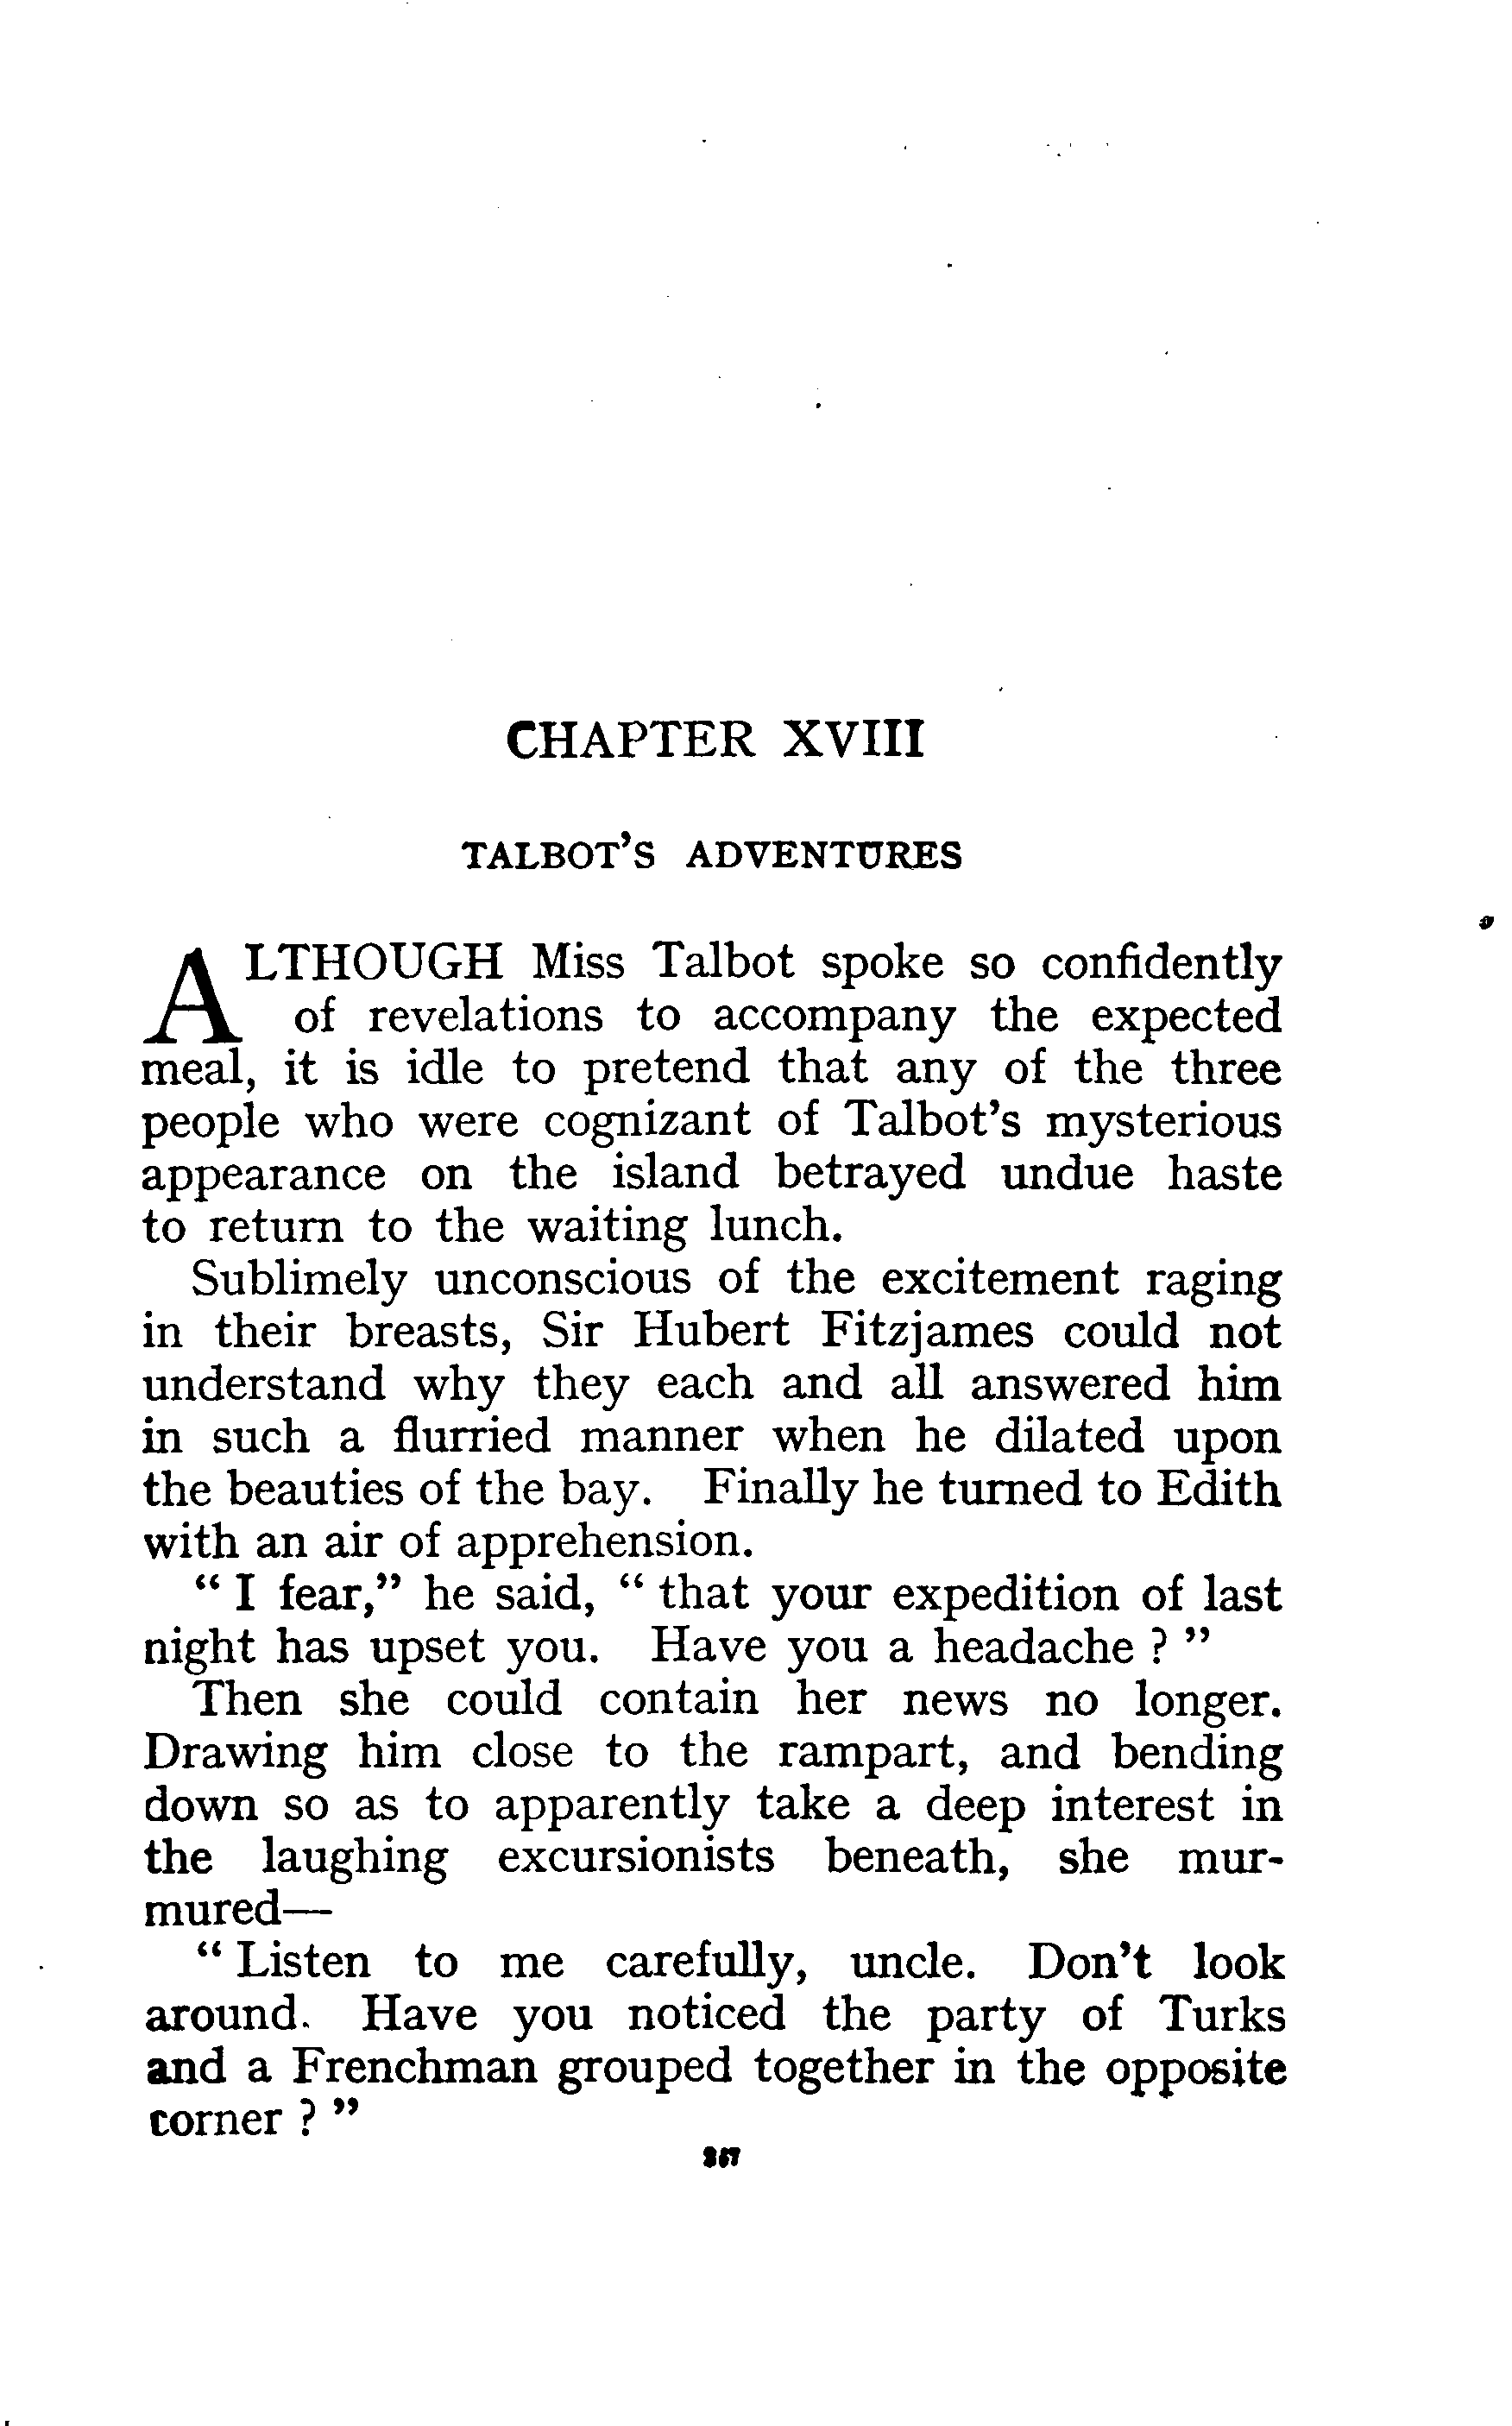 CHAPTER XVIII
TALBOT'S ADVENTURES
ALTHOUGH Miss Talbot spoke so confidently
of revelations to accompany the expected
meal, it is idle to pretend that any of the three
people who were cognizant of Talbot's mysterious
appearance on the island betrayed undue haste
to return to the waiting lunch.
Sublimely unconscious of the excitement raging
in their breasts, Sir Hubert Fitzjames could not
understand why they each and all answered him
in such a flurried manner when he dilated upon
the beauties of the bay. Finally he turned to Edith
with an air of apprehension.
" I fear," he said, " that your expedition of last
night has upset you. Have you a headache ? "
Then she could contain her news no longer.
Drawing him close to the rampart, and bending
down so as to apparently take a deep interest in
the laughing excursionists beneath, she mur-
mured—
" Listen to me carefully, uncle. Don't look
around. Have you noticed the party of Turks
and a Frenchman grouped together in the opposite
corner ? "